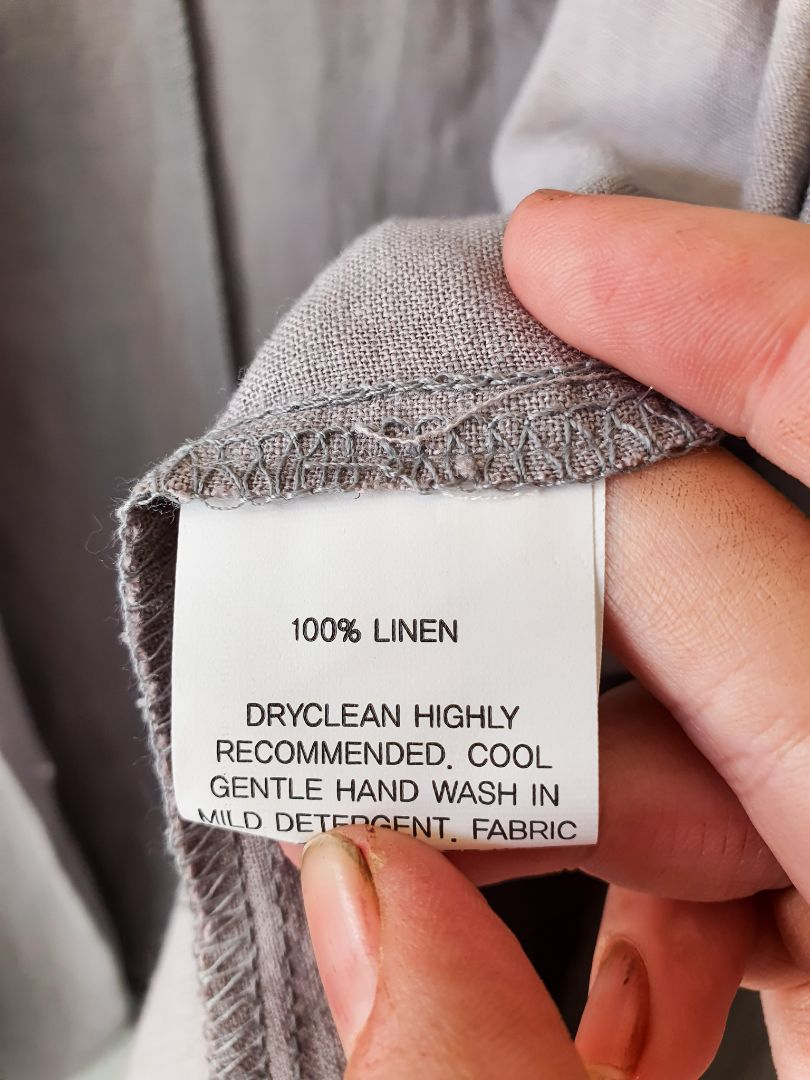 100% LINEN
DRYCLEAN HIGHLY
RECOMMENDED. COOL
GENTLE HAND WASH IN
MILD DETERGENT. FABRIC